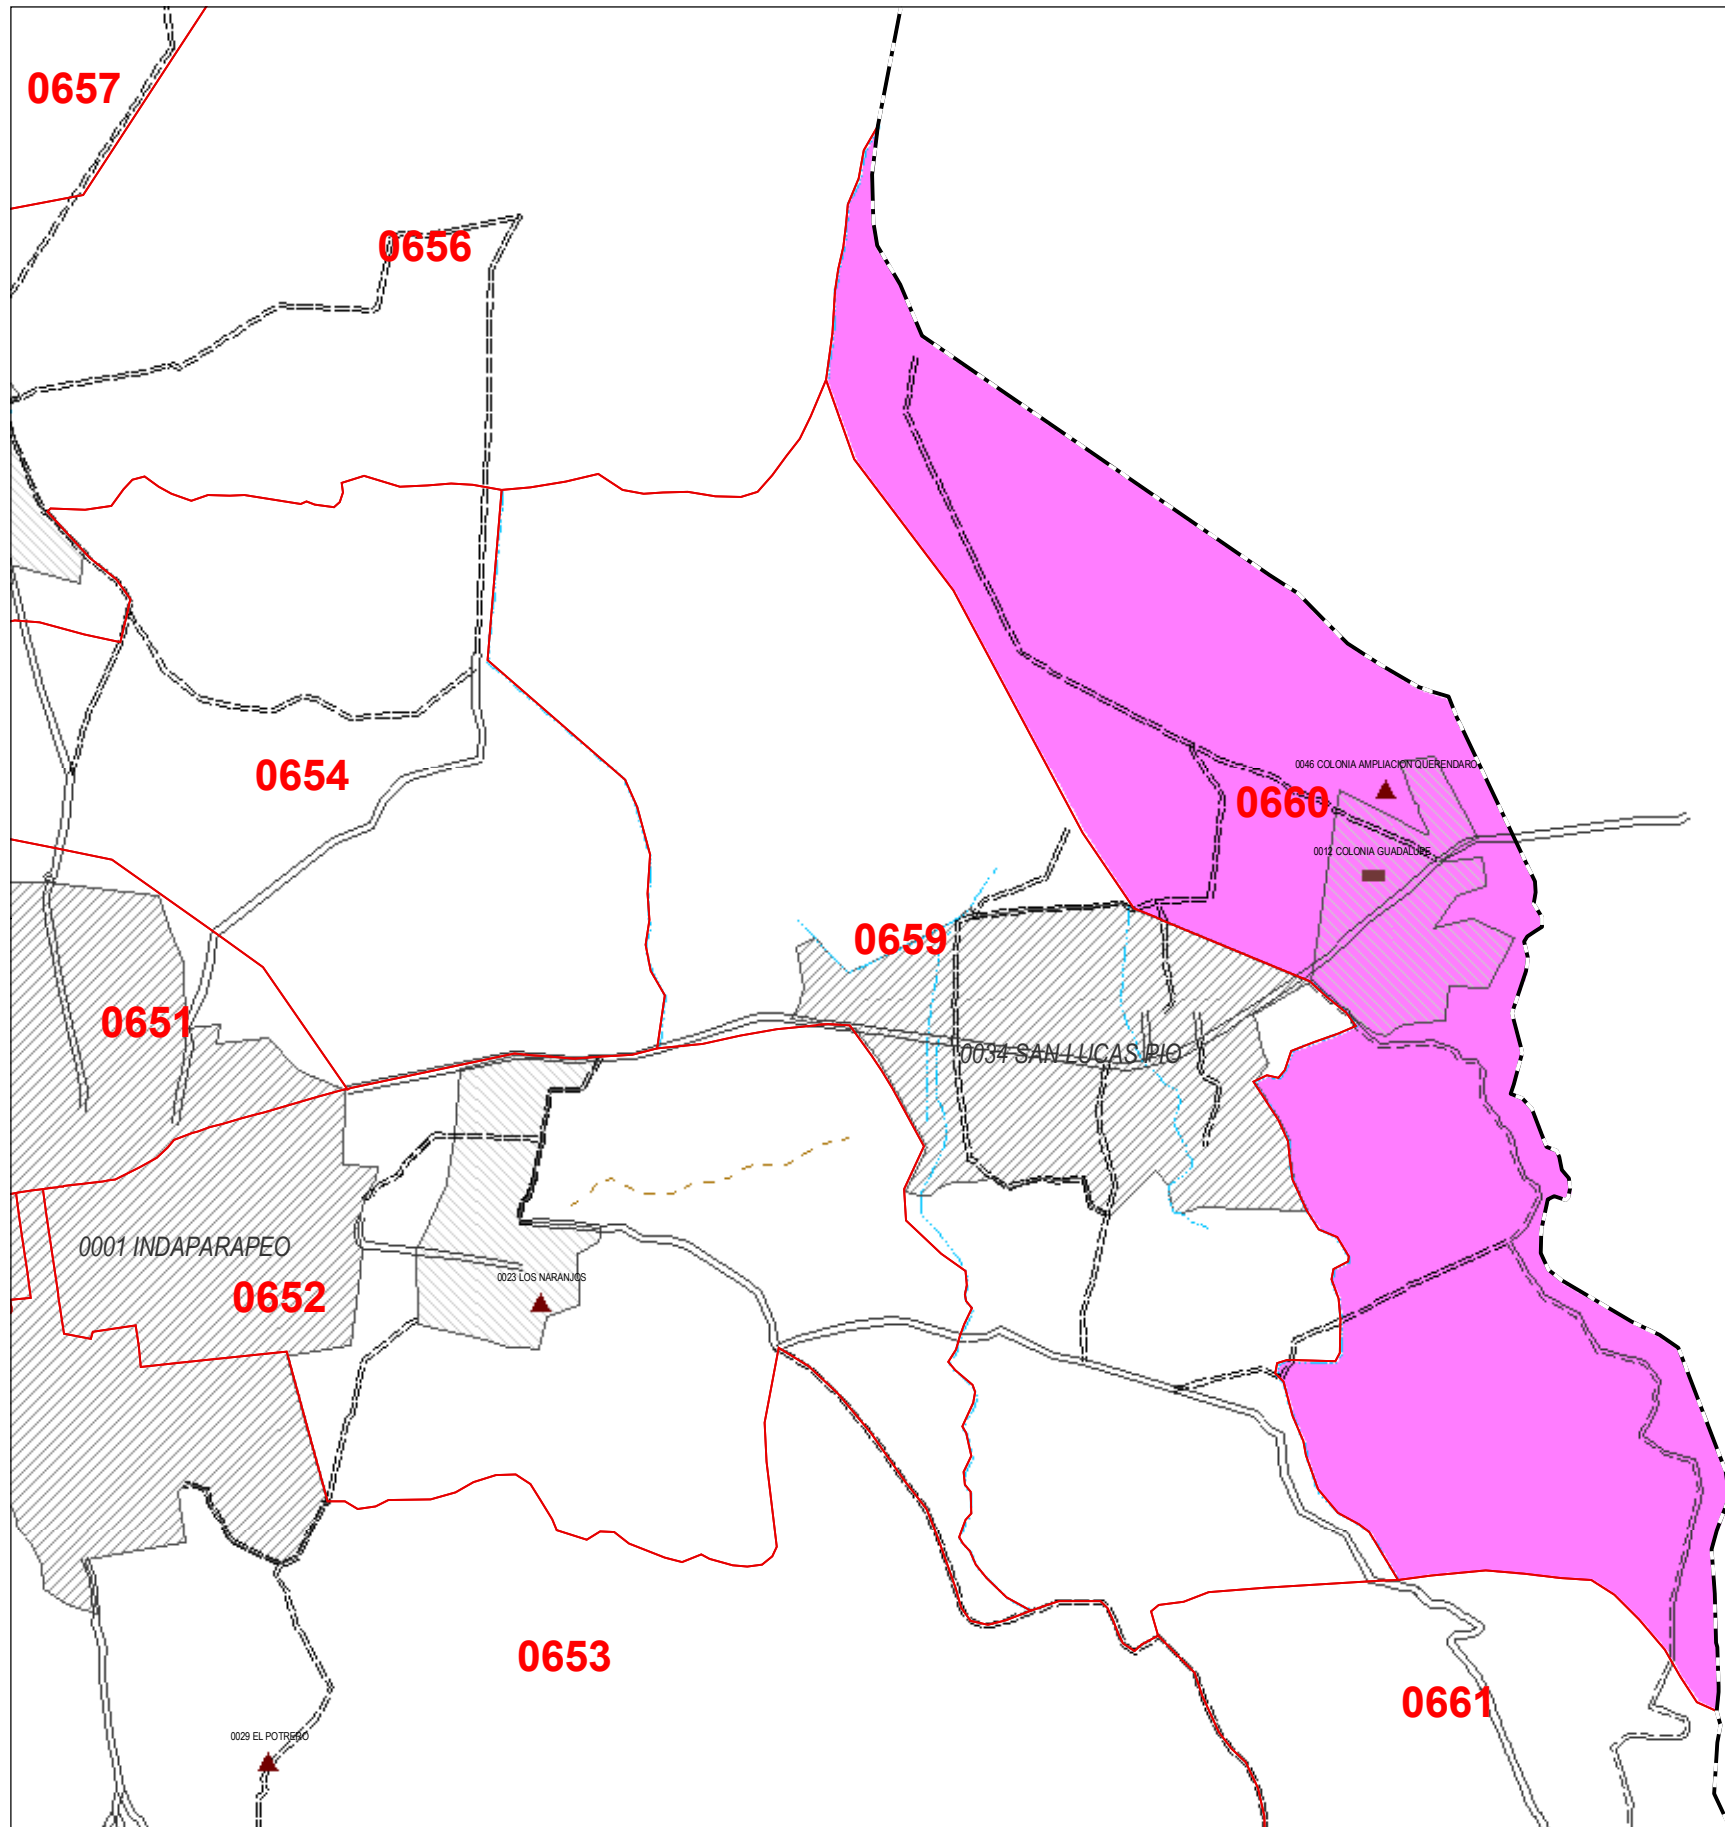 0657
0656
0046 COLONIA AMPLIACION QUERENDARO
0654
0660
0012 COLONIA GUADALUPE
0659
0651
0034 SAN LUCAS PIO
0001 INDAPARAPEO
0023 LOS NARANJOS
0652
0653
0661
0029 EL POTRERO